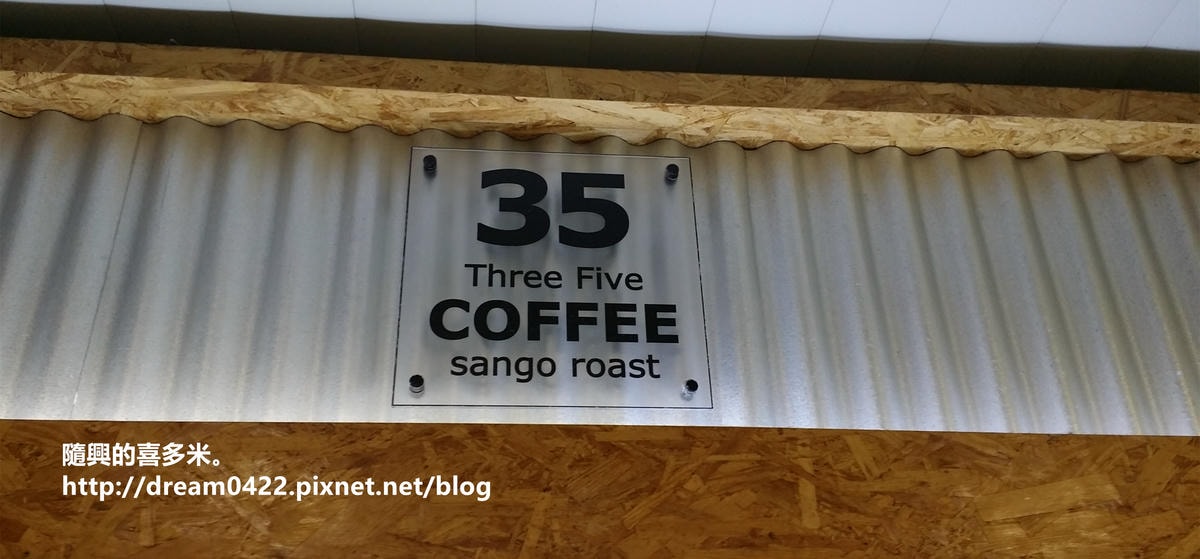 35
Three Five
COFFEE
sango roast
隨興的喜多米。
http://dream0422.pixnet.net/blog